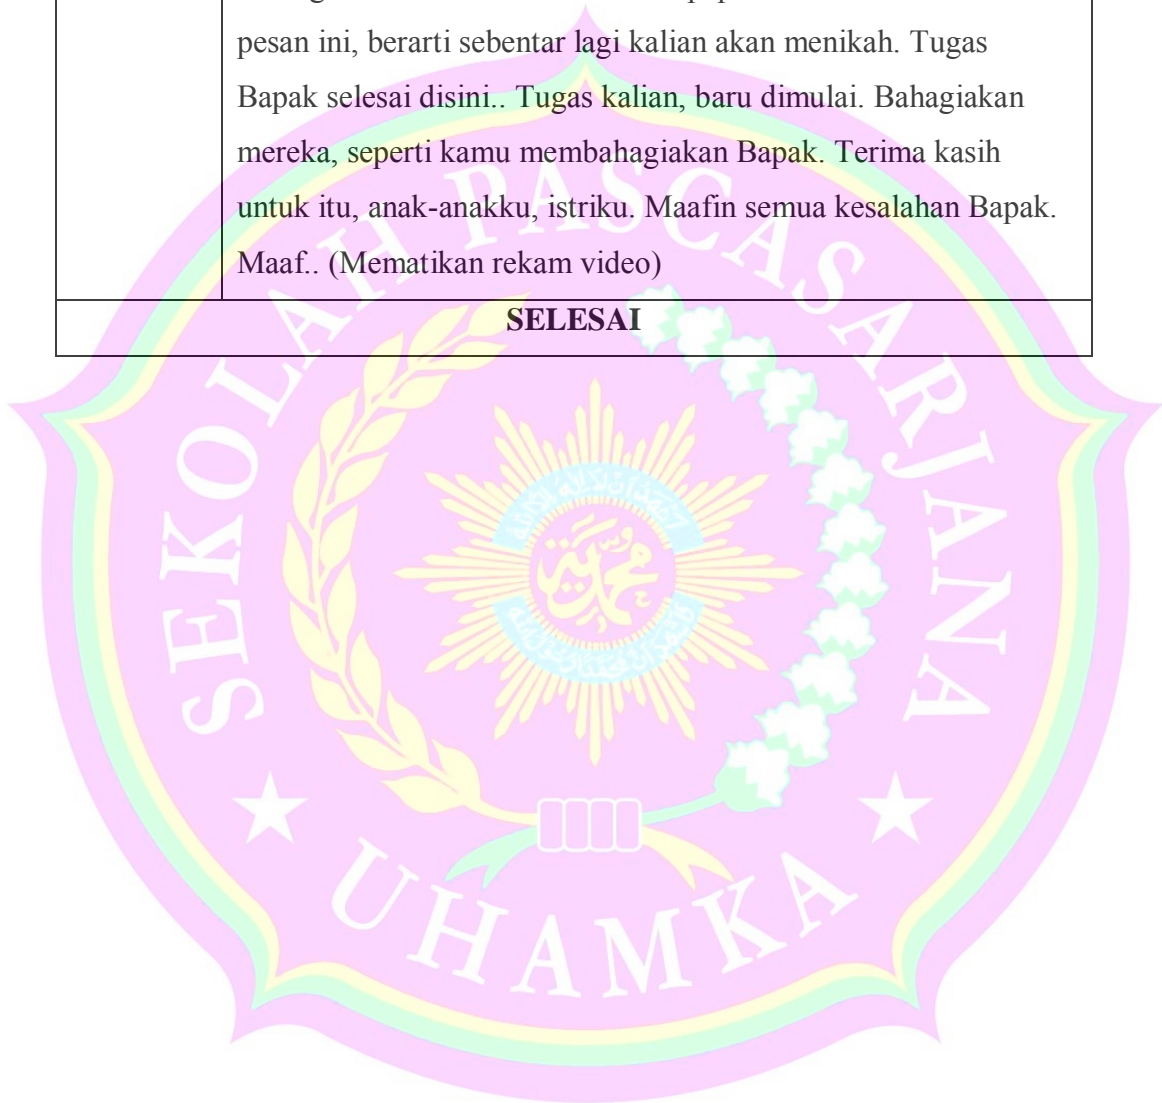 pesan ini, berarti sebentar lagi kalian akan menikah. Tugas
Bapak selesai disini.. Tugas kalian, baru dimulai. Bahagiakan
mereka, seperti kamu membahagiakan Bapak. Terima kasih
untuk itu, anak-anakku, istriku. Maafin semua kesalahan Bapak.
Maaf.. (Mematikan rekam video)
SELESAI
SEKOLAH PASCASARJANA
محمدية
★ UHAMKA ★